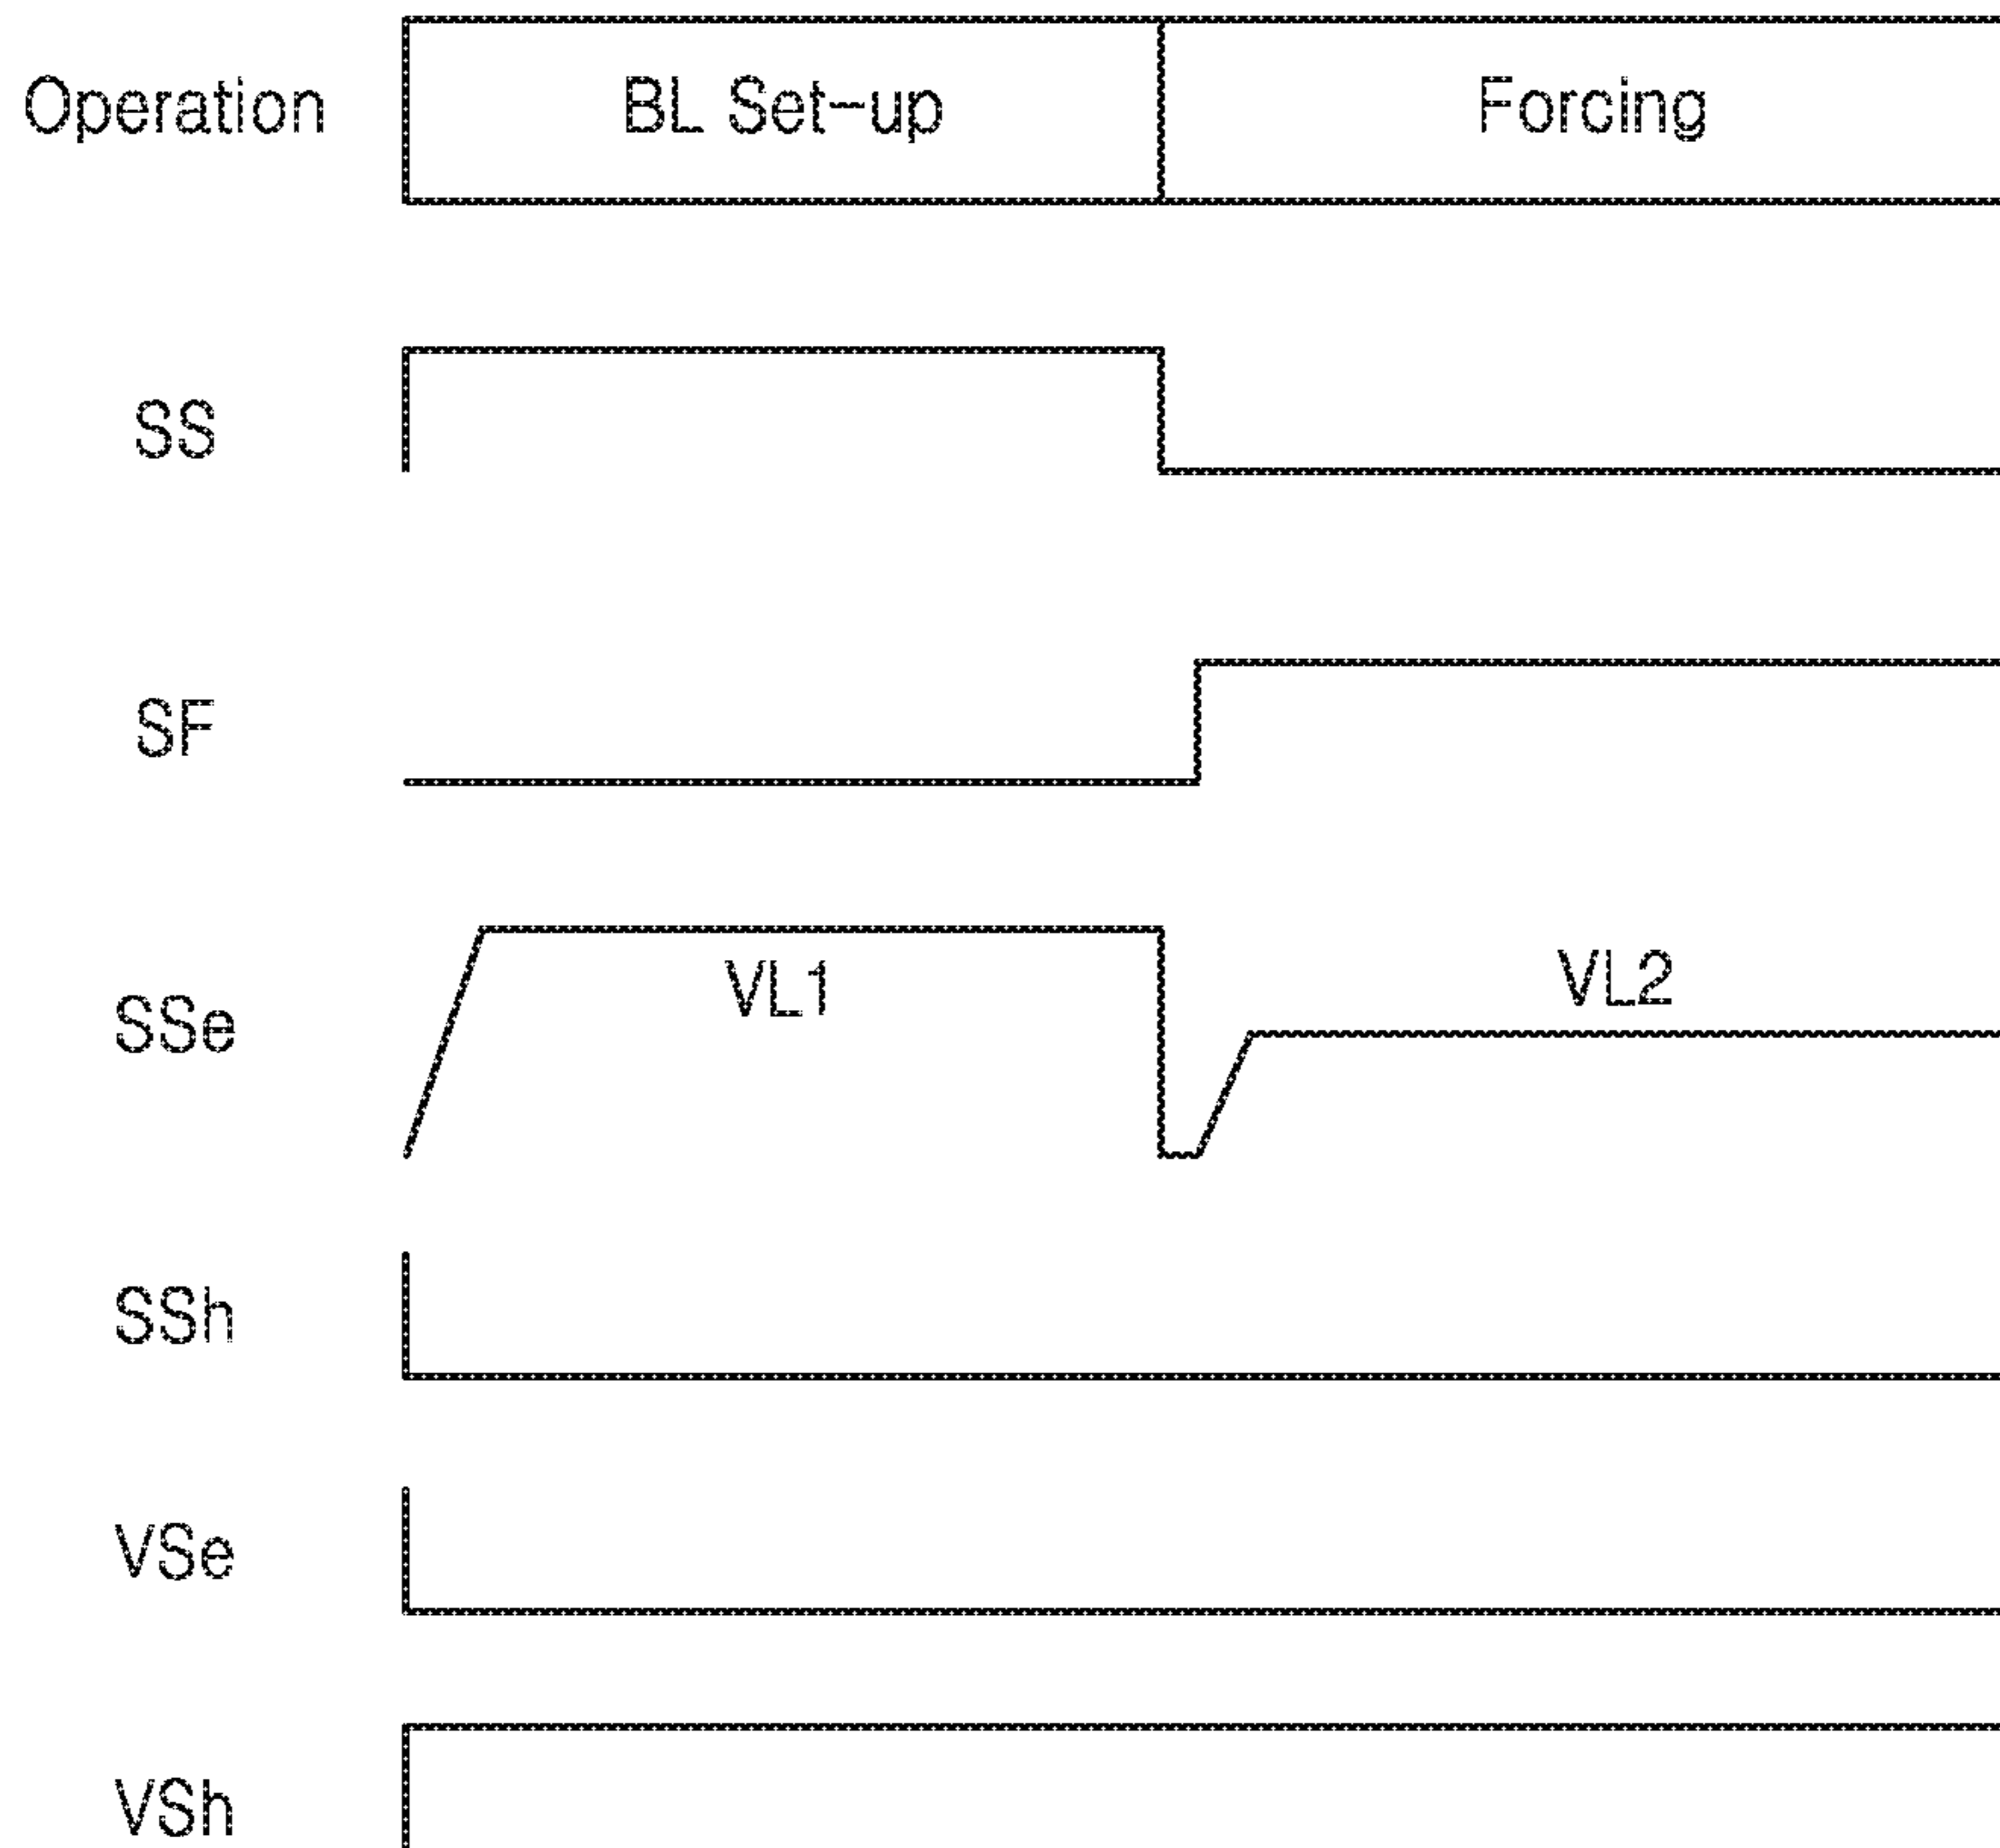 Operation BL Set-up Forcing
SS
SF
VL1 VL2
SSe
SSh
VSe
VSh